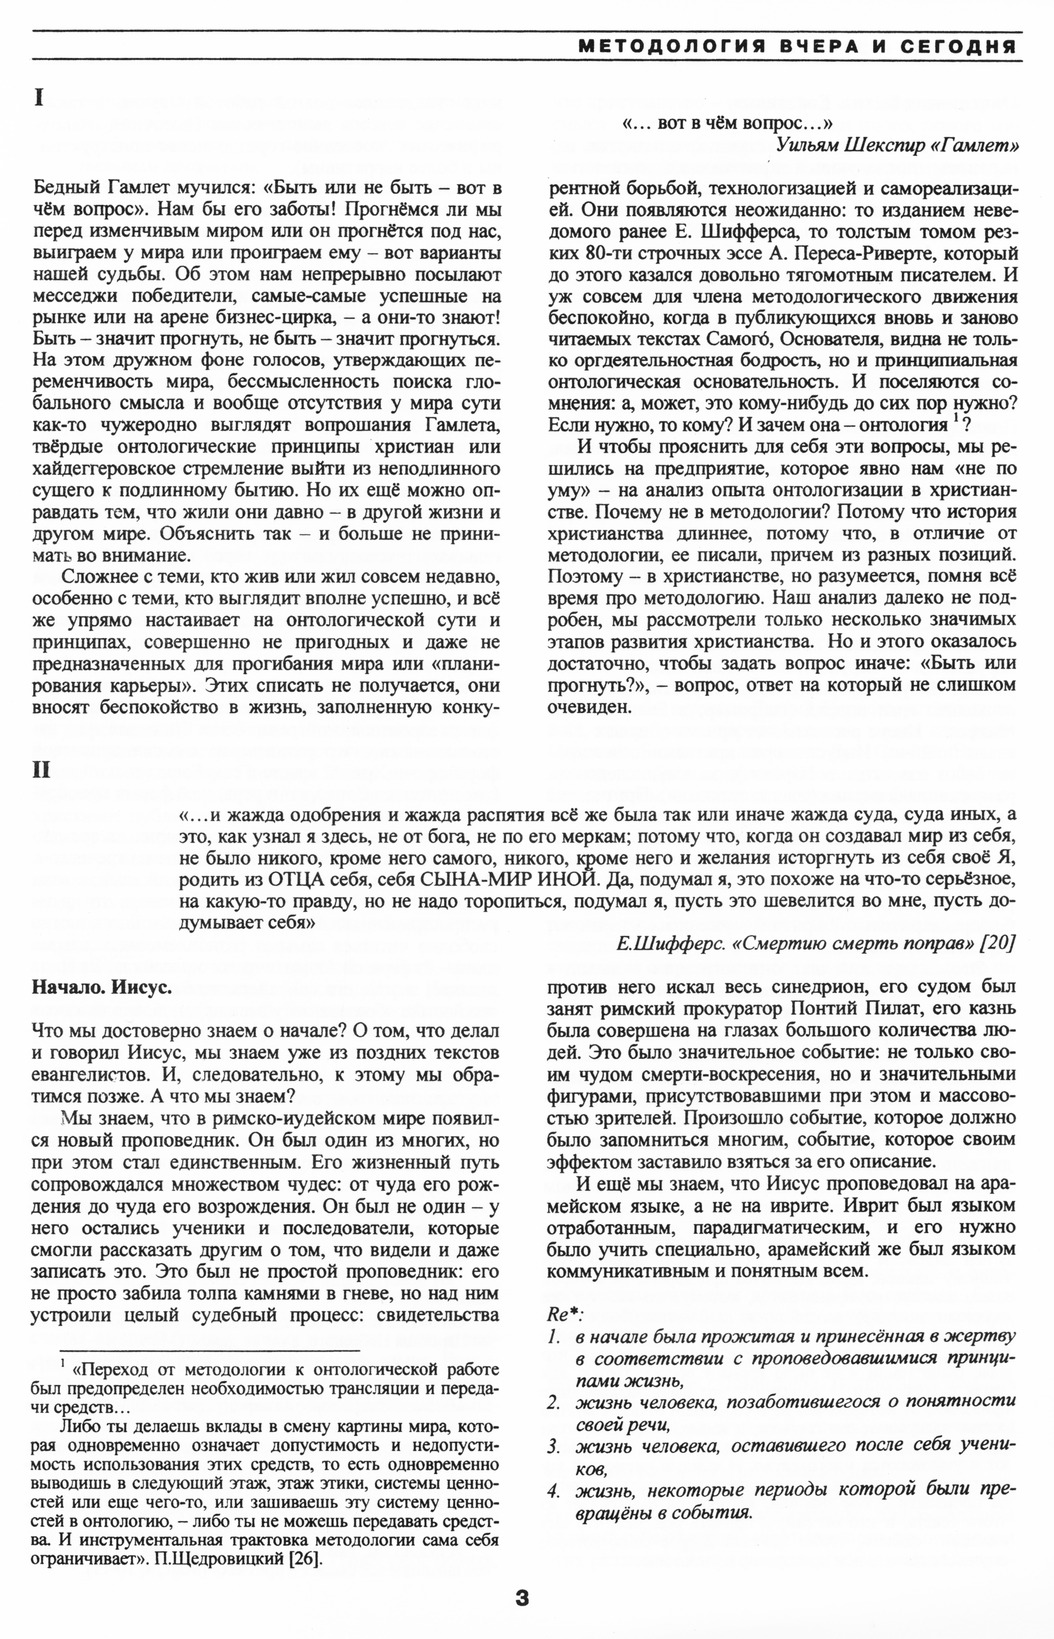 МЕТОДОЛОГИЯ ВЧЕРА И СЕГОДНЯ
I
«… вот в чём вопрос…»
Уильям Шекспир «Гамлет»
Бедный Гамлет мучился: «Быть или не быть – вот в
чём вопрос». Нам бы его заботы! Прогнёмся ли мы
перед изменчивым миром или он прогнётся под нас,
выиграем у мира или проиграем ему – вот варианты
нашей судьбы. Об этом нам непрерывно посылают
месседжи победители, самые-самые успешные на
рынке или на арене бизнес-цирка, – а они-то знают!
Быть – значит прогнуть, не быть – значит прогнуться.
На этом дружном фоне голосов, утверждающих пе-
ременчивость мира, бессмысленность поиска гло-
бального смысла и вообще отсутствия у мира сути
как-то чужеродно выглядят вопрошания Гамлета,
твёрдые онтологические принципы христиан или
хайдеггеровское стремление выйти из неподлинного
сущего к подлинному бытию. Но их ещё можно оп-
равдать тем, что жили они давно – в другой жизни и
другом мире. Объяснить так – и больше не прини-
мать во внимание.
Сложнее с теми, кто жив или жил совсем недавно,
особенно с теми, кто выглядит вполне успешно, и всё
же упрямо настаивает на онтологической сути и
принципах, совершенно не пригодных и даже не
предназначенных для прогибания мира или «плани-
рования карьеры». Этих списать не получается, они
вносят беспокойство в жизнь, заполненную конку-
рентной борьбой, технологизацией и самореализаци-
ей. Они появляются неожиданно: то изданием неве-
домого ранее Е. Шифферса, то толстым томом рез-
ких 80-ти строчных эссе А. Переса-Риверте, который
до этого казался довольно тягомотным писателем. И
уж совсем для члена методологического движения
беспокойно, когда в публикующихся вновь и заново
читаемых текстах Самогó, Основателя, видна не толь-
ко оргдеятельностная бодрость, но и принципиальная
онтологическая основательность. И поселяются со-
мнения: а, может, это кому-нибудь до сих пор нужно?
Если нужно, то кому? И зачем она – онтология ¹ ?
И чтобы прояснить для себя эти вопросы, мы ре-
шились на предприятие, которое явно нам «не по
уму» – на анализ опыта онтологизации в христиан-
стве. Почему не в методологии? Потому что история
христианства длиннее, потому что, в отличие от
методологии, ее писали, причем из разных позиций.
Поэтому – в христианстве, но разумеется, помня всё
время про методологию. Наш анализ далеко не под-
робен, мы рассмотрели только несколько значимых
этапов развития христианства. Но и этого оказалось
достаточно, чтобы задать вопрос иначе: «Быть или
прогнуть?», – вопрос, ответ на который не слишком
очевиден.
II
«…и жажда одобрения и жажда распятия всё же была так или иначе жажда суда, суда иных, а
это, как узнал я здесь, не от бога, не по его меркам; потому что, когда он создавал мир из себя,
не было никого, кроме него самого, никого, кроме него и желания исторгнуть из себя своё Я,
родить из ОТЦА себя, себя СЫНА-МИР ИНОЙ. Да, подумал я, это похоже на что-то серьёзное,
на какую-то правду, но не надо торопиться, подумал я, пусть это шевелится во мне, пусть до-
думывает себя»
Е.Шифферс. «Смертию смерть поправ» [20]
Начало. Иисус.
Что мы достоверно знаем о начале? О том, что делал
и говорил Иисус, мы знаем уже из поздних текстов
евангелистов. И, следовательно, к этому мы обра-
тимся позже. А что мы знаем?
Мы знаем, что в римско-иудейском мире появил-
ся новый проповедник. Он был один из многих, но
при этом стал единственным. Его жизненный путь
сопровождался множеством чудес: от чуда его рож-
дения до чуда его возрождения. Он был не один – у
него остались ученики и последователи, которые
смогли рассказать другим о том, что видели и даже
записать это. Это был не простой проповедник: его
не просто забила толпа камнями в гневе, но над ним
устроили целый судебный процесс: свидетельства
против него искал весь синедрион, его судом был
занят римский прокуратор Понтий Пилат, его казнь
была совершена на глазах большого количества лю-
дей. Это было значительное событие: не только сво-
им чудом смерти-воскресения, но и значительными
фигурами, присутствовавшими при этом и массово-
стью зрителей. Произошло событие, которое должно
было запомниться многим, событие, которое своим
эффектом заставило взяться за его описание.
И ещё мы знаем, что Иисус проповедовал на ара-
мейском языке, а не на иврите. Иврит был языком
отработанным, парадигматическим, и его нужно
было учить специально, арамейский же был языком
коммуникативным и понятным всем.
Re*:
1. в начале была прожитая и принесённая в жертву
в соответствии с проповедовавшимися принци-
пами жизнь,
2. жизнь человека, позаботившегося о понятности
своей речи,
3. жизнь человека, оставившего после себя учени-
ков,
4. жизнь, некоторые периоды которой были пре-
вращёны в события.
¹ «Переход от методологии к онтологической работе
был предопределен необходимостью трансляции и переда-
чи средств…
Либо ты делаешь вклады в смену картины мира, кото-
рая одновременно означает допустимость и недопусти-
мость использования этих средств, то есть одновременно
выводишь в следующий этаж, этаж этики, системы ценно-
стей или еще чего-то, или зашиваешь эту систему ценно-
стей в онтологию, – либо ты не можешь передавать средст-
ва. И инструментальная трактовка методологии сама себя
ограничивает». П.Щедровицкий [26].
3